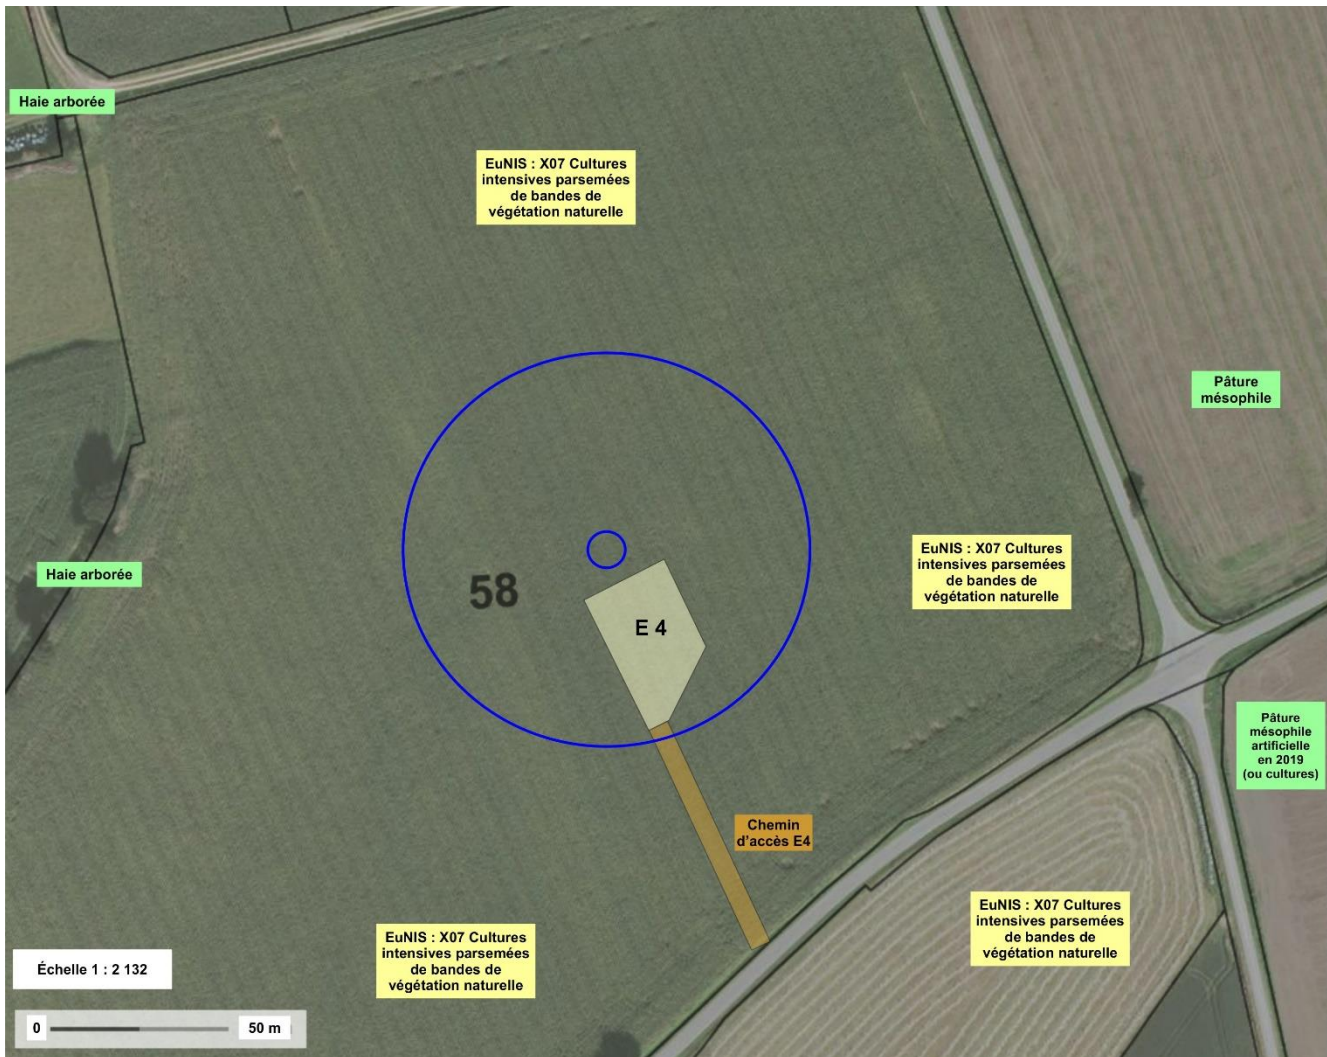 Haie arborée
EuNIS : X07 Cultures
intensives parsemées
de bandes de
végétation naturelle
Pâture
mésophile
EuNIS : X07 Cultures
intensives parsemées
de bandes de
végétation naturelle
Haie arborée
58
E 4
Pâture
mésophile
artificielle
en 2019
(ou cultures)
Chemin
d'accès E4
EuNIS : X07 Cultures
intensives parsemées
de bandes de
végétation naturelle
EuNIS : X07 Cultures
intensives parsemées
de bandes de
végétation naturelle
Échelle 1 : 2 132
0 50 m